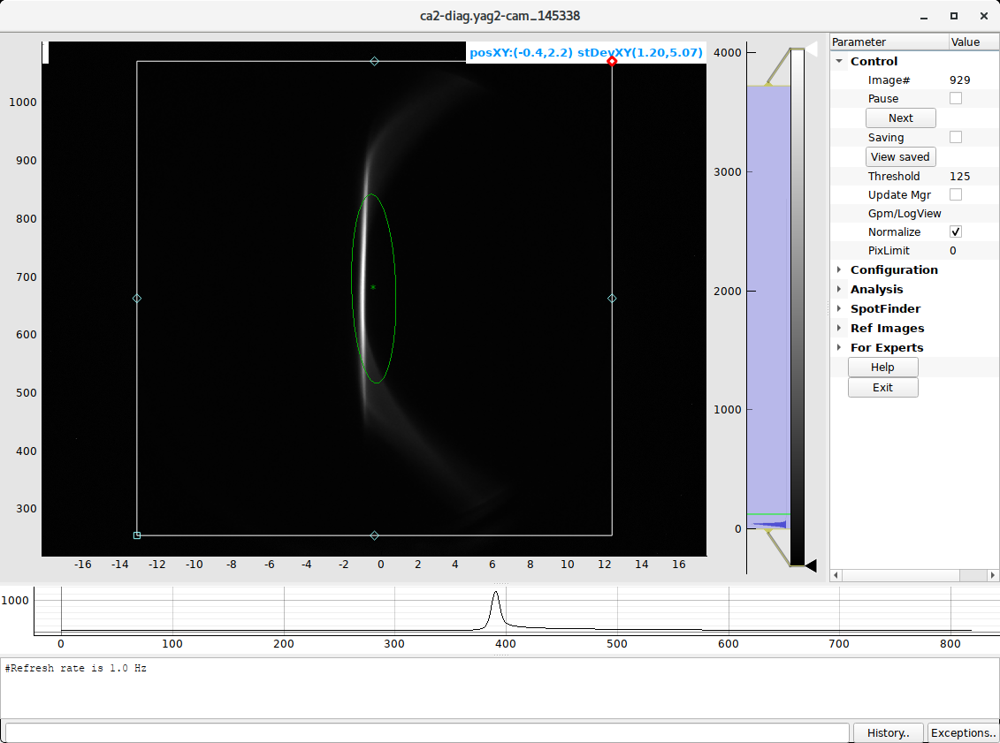 ca2-diag.yag2-cam_145338
posXY:(-0.4,2.2) stDevXY(1.20,5.07)
1000
900
800
700
600
500
400
300
-16 -14 -12 -10 -8 -6 -4 -2 0 2 4 6 8 10 12 14 16
4000
3000
2000
1000
0
Parameter Value
Control
Image# 929
Pause
Next
Saving
View saved
Threshold 125
Update Mgr
Gpm/LogView
Normalize
PixLimit 0
Configuration
Analysis
SpotFinder
Ref Images
For Experts
Help
Exit
1000
0 100 200 300 400 500 600 700 800
#Refresh rate is 1.0 Hz
History..
Exceptions..